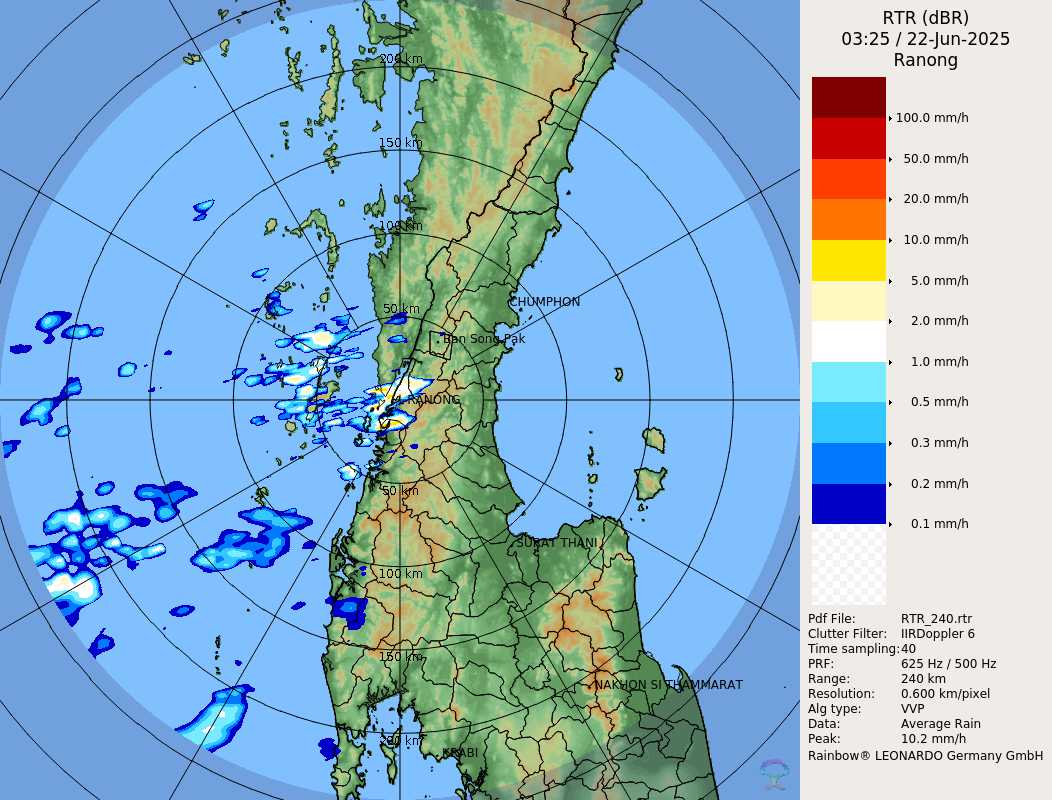 RTR (dBR)
03:25 / 22-Jun-2025
Ranong
100.0 mm/h
50.0 mm/h
20.0 mm/h
10.0 mm/h
5.0 mm/h
2.0 mm/h
1.0 mm/h
0.5 mm/h
0.3 mm/h
0.2 mm/h
0.1 mm/h
Pdf File: RTR_240.rtr
Clutter Filter: IIRDoppler 6
Time sampling:40
PRF: 625 Hz / 500 Hz
Range: 240 km
Resolution: 0.600 km/pixel
Alg type: VVP
Data: Average Rain
Peak: 10.2 mm/h
Rainbow® LEONARDO Germany GmbH
200 km
150 km
100 km
50 km
CHUMPHON
Ban Song Pak
RANONG
50 km
SURAT THANI
100 km
150 km
NAKHON SI THAMMARAT
200 km
KRABI